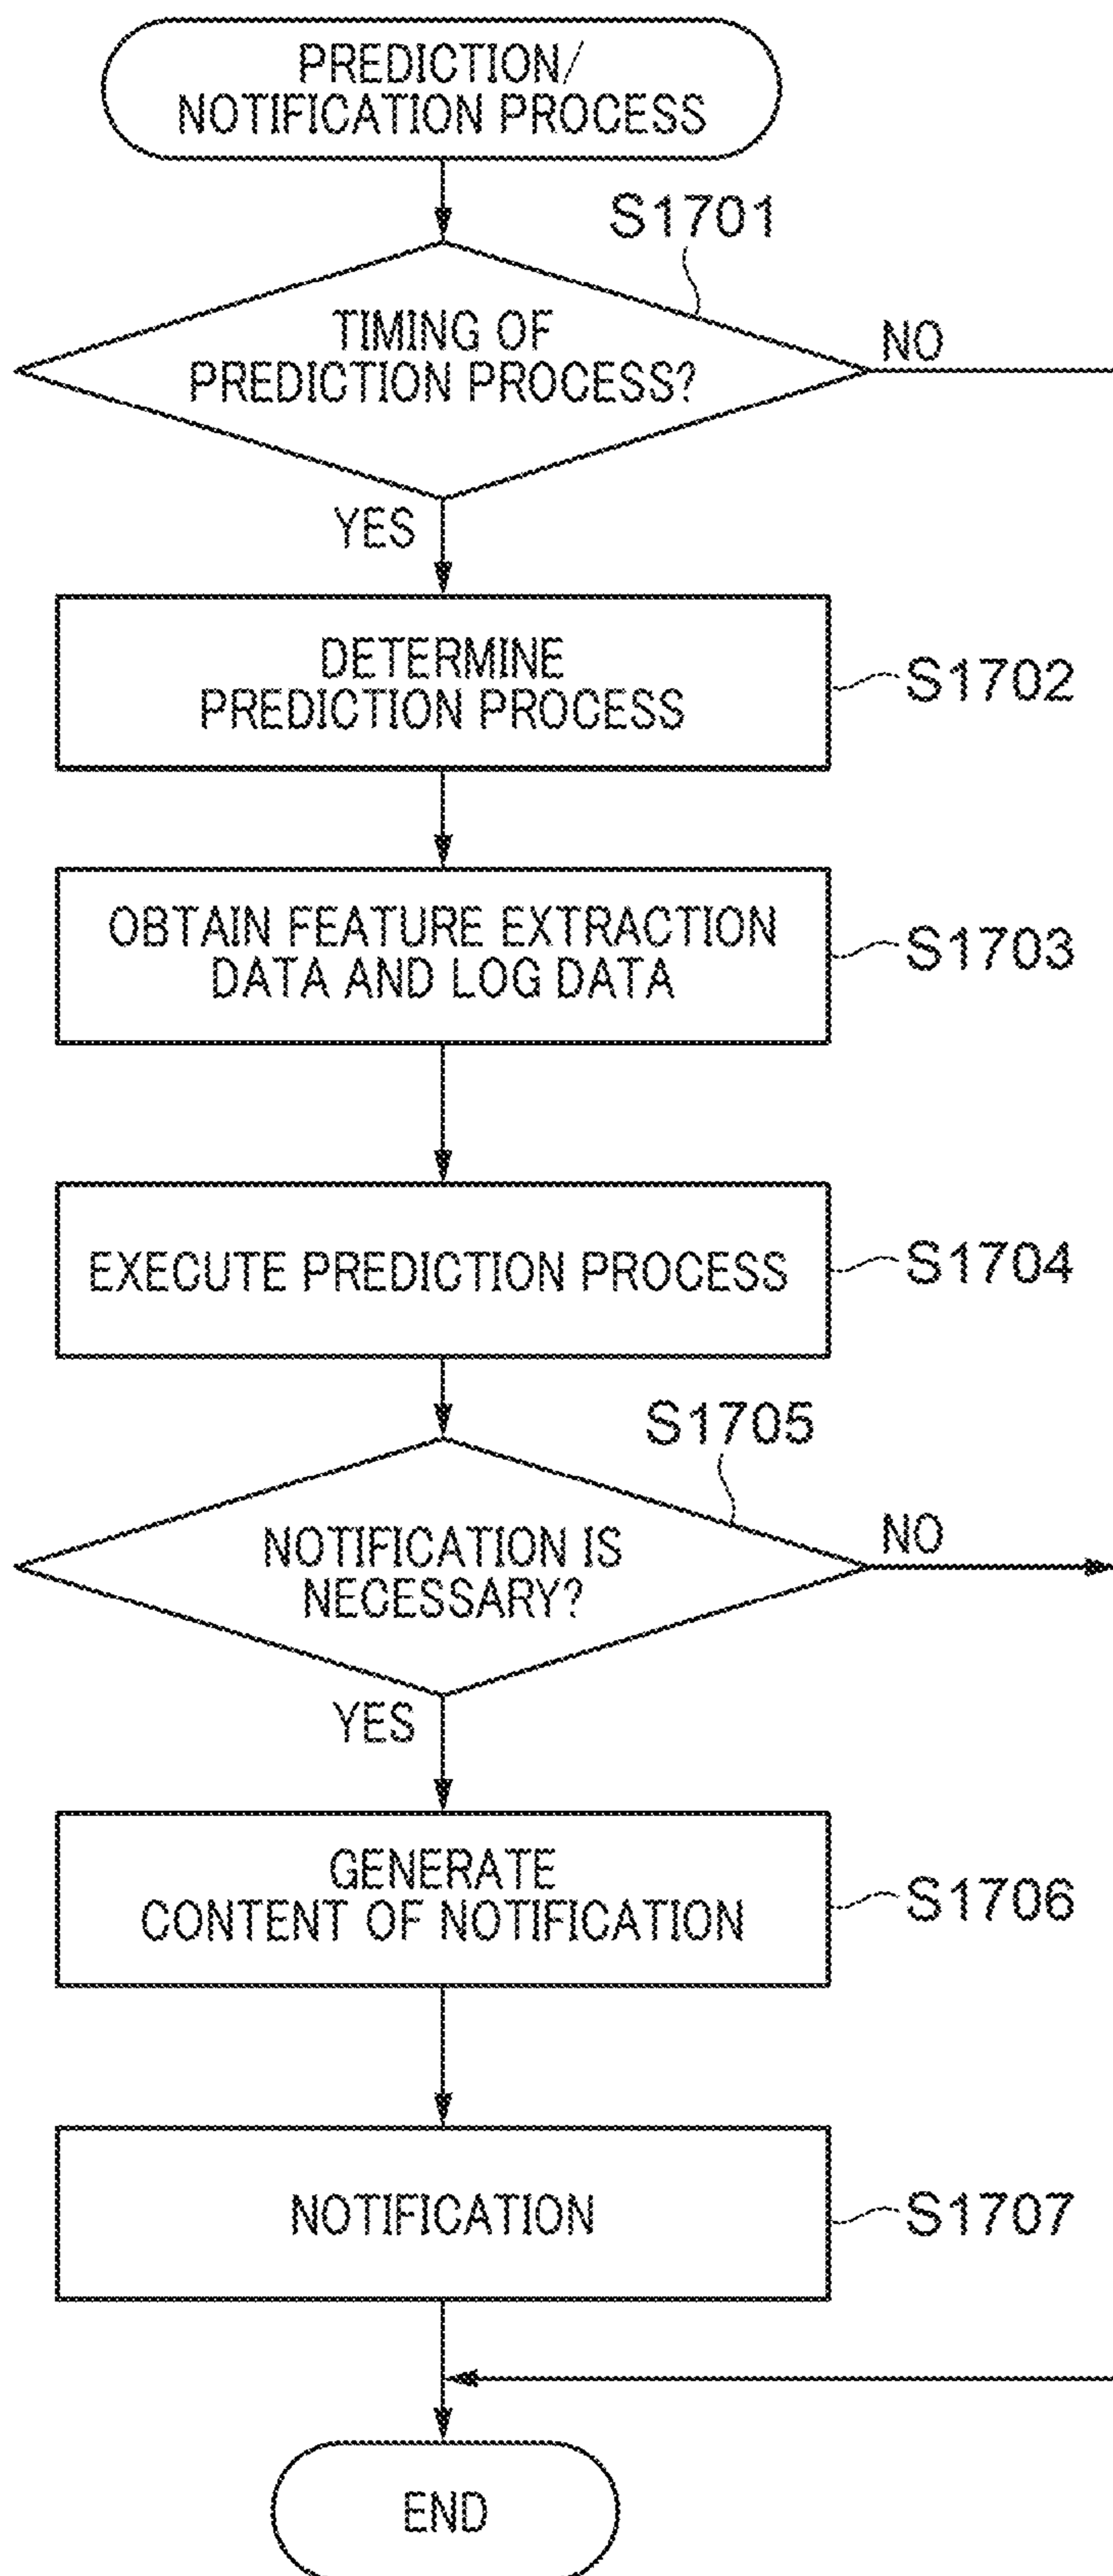 PREDICTION/
NOTIFICATION PROCESS
S1701
TIMING OF
PREDICTION PROCESS?
NO
YES
DETERMINE
PREDICTION PROCESS
S1702
OBTAIN FEATURE EXTRACTION
DATA AND LOG DATA
S1703
EXECUTE PREDICTION PROCESS
S1704
S1705
NOTIFICATION IS
NECESSARY?
NO
YES
GENERATE
CONTENT OF NOTIFICATION
S1706
NOTIFICATION
S1707
END